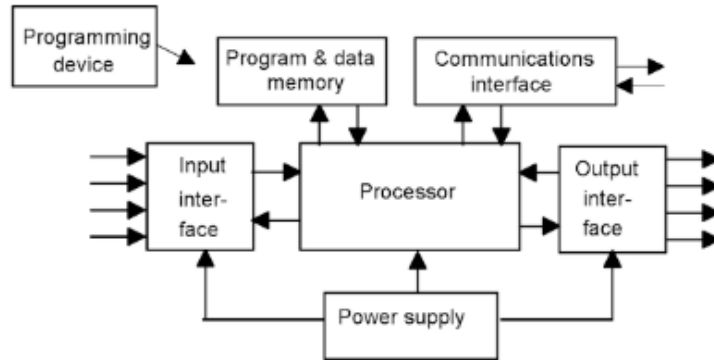 Programming
device
Program & data
memory
Communications
interface
Input
inter-
face
Processor
Output
inter-
face
Power supply